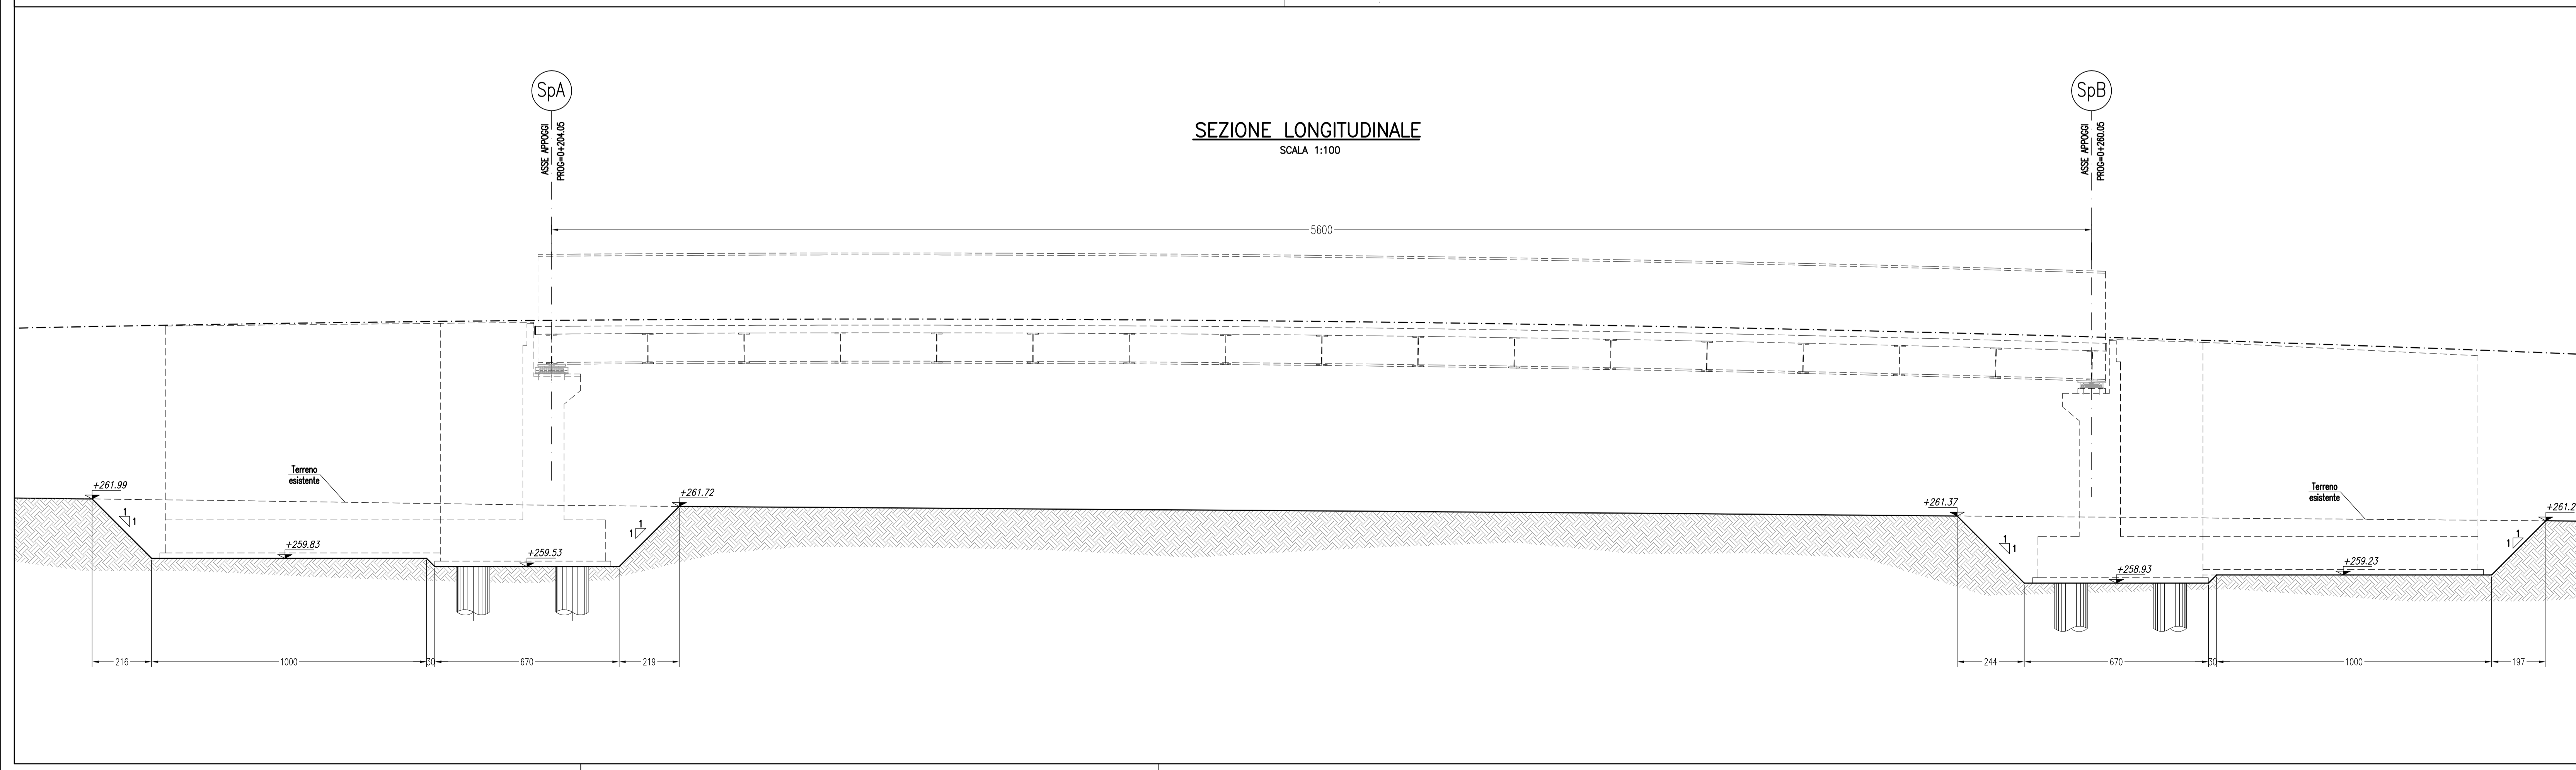 SpA
ASSE APPOGGI
PROG=0+204.05
SEZIONE LONGITUDINALE
SCALA 1:100
SpB
ASSE APPOGGI
PROG=0+260.05
5600
Terreno
esistente
+261.99
1
1
+259.83
+259.53
1
1
+261.72
+261.37
1
1
+258.93
Terreno
esistente
+259.23
1
1
+261.2
216
1000
30
670
219
244
670
30
1000
197